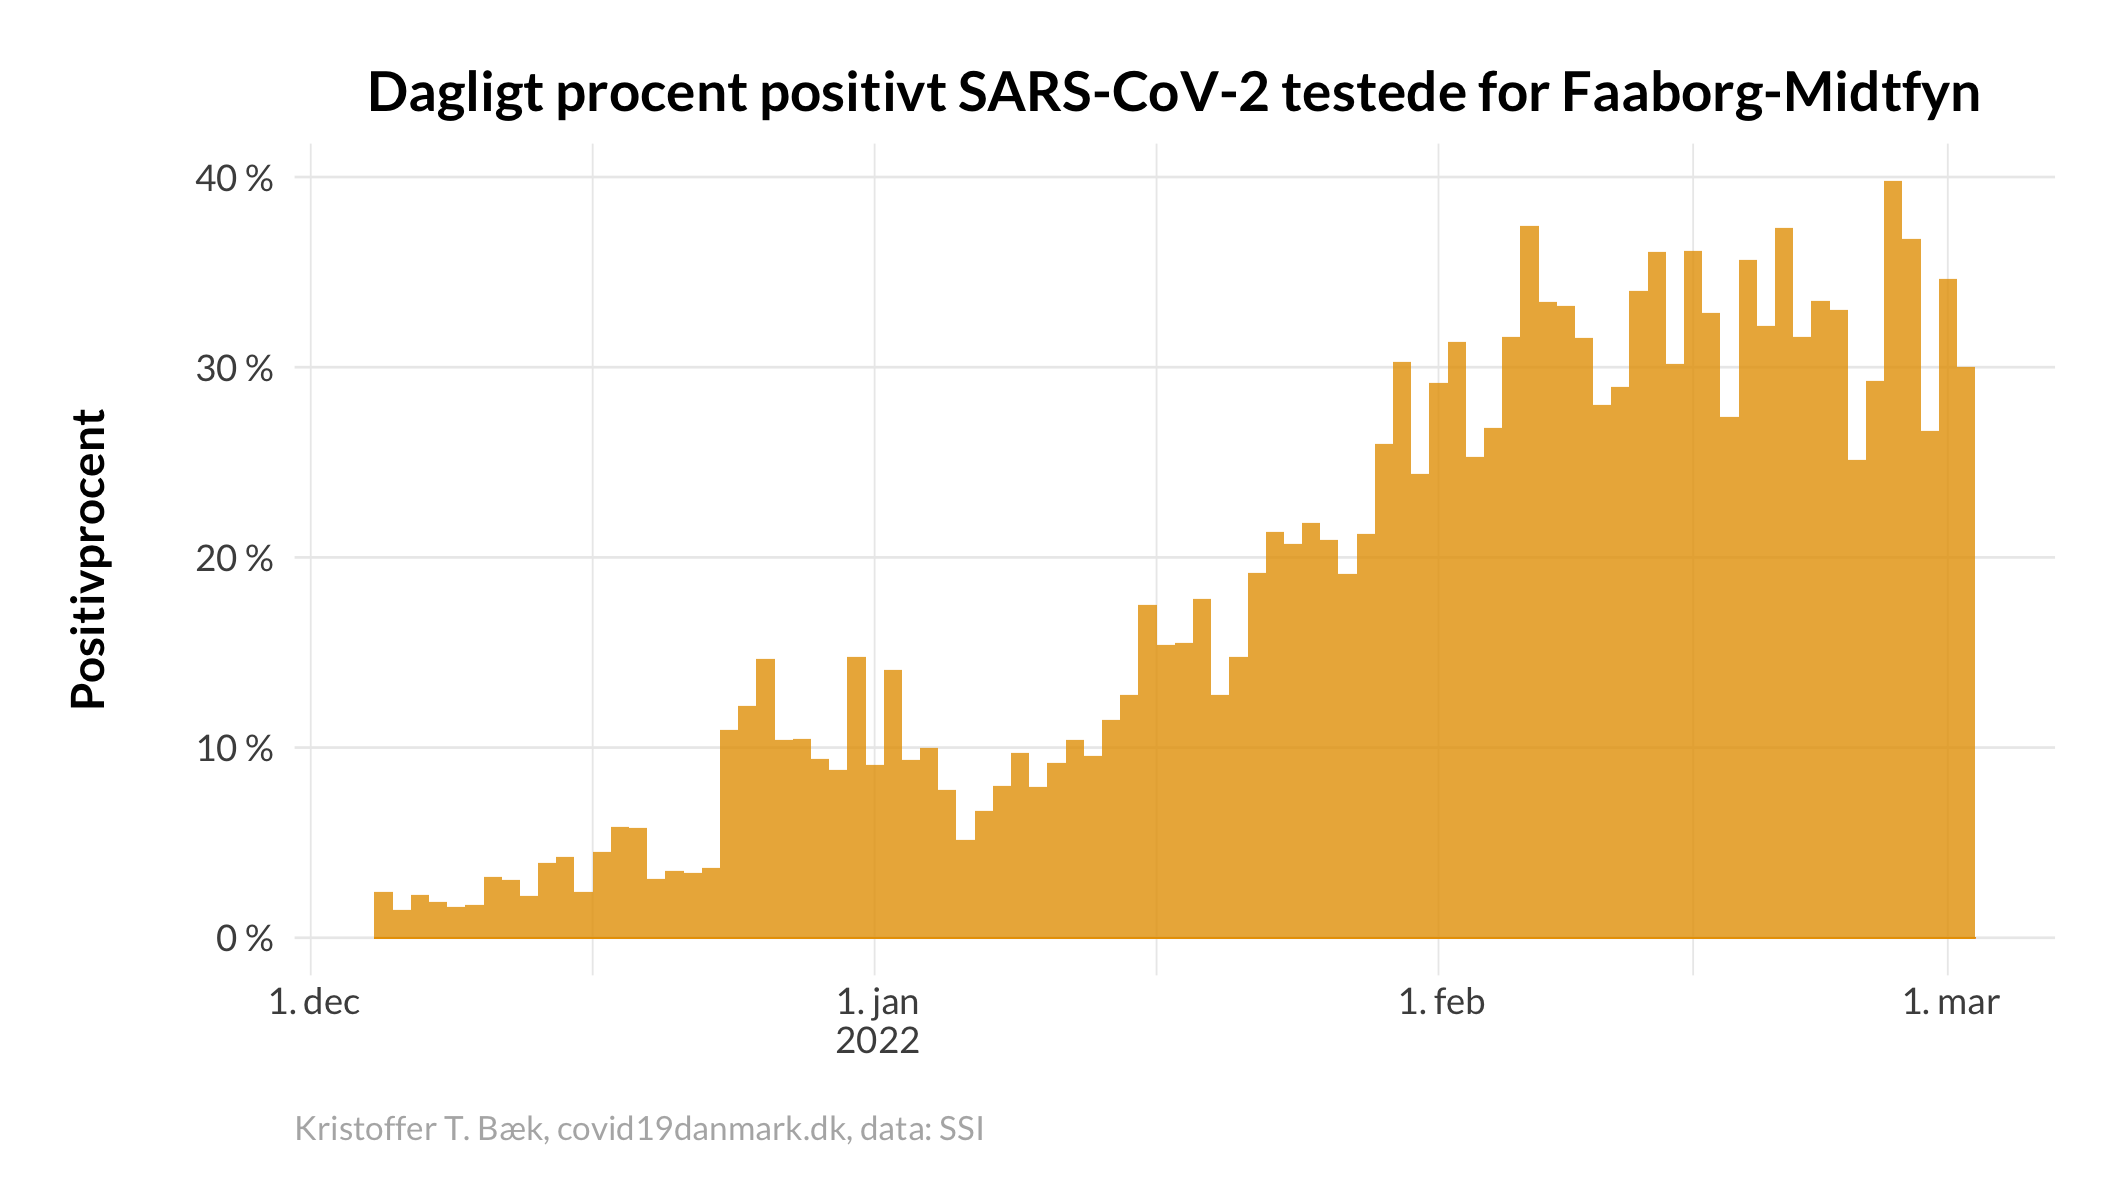 Dagligt procent positivt SARS-CoV-2 testede for Faaborg-Midtfyn
Positivprocent
40 %
30 %
20 %
10 %
0 %
1. dec
1. jan
2022
1. feb
1. mar
Kristoffer T. Bæk, covid19danmark.dk, data: SSI